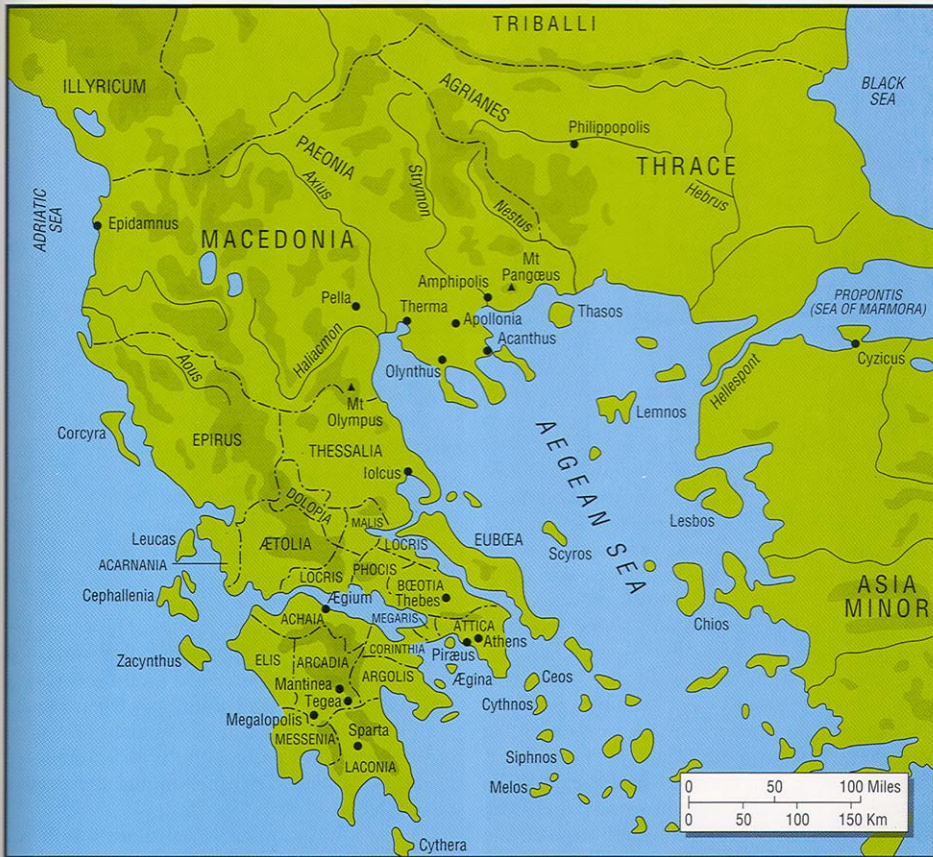 TRIBALLI
ILLYRICUM
BLACK
SEA
AGRIANES
Philippopolis
PAEONIA
THRACE
Axius
Strymon
Hebrus
Nestus
ADRIATIC
SEA
Epidamnus
MACEDONIA
Mt
Pangœus
Amphipolis
PROPONTIS
(SEA OF MARMORA)
Pella
Therma
Thasos
Apollonia
Acanthus
Cyzicus
Haliacmon
Olynthus
Hellespont
Aous
Mt
Olympus
Lemnos
Corcyra
EPIRUS
THESSALIA
AEGEAN SEA
Iolcus
DOLOPIA
MALIS
Lesbos
Leucas
ÆTOLIA
LOCRIS
EUBŒA
Scyros
ACARNANIA
PHOCIS
LOCRIS
BŒOTIA
Thebes
ASIA
MINOR
Cephallenia
Ægium
ACHAIA
MEGARIS
ATTICA
Athens
Chios
Zacynthus
ELIS
ARCADIA
CORINTHIA
Piræus
ARGOLIS
Ægina
Ceos
Mantinea
Tegea
Cythnos
Megalopolis
MESSENIA
Sparta
Siphnos
LACONIA
Melos
0 50 100 Miles
0 50 100 150 Km
Cythera